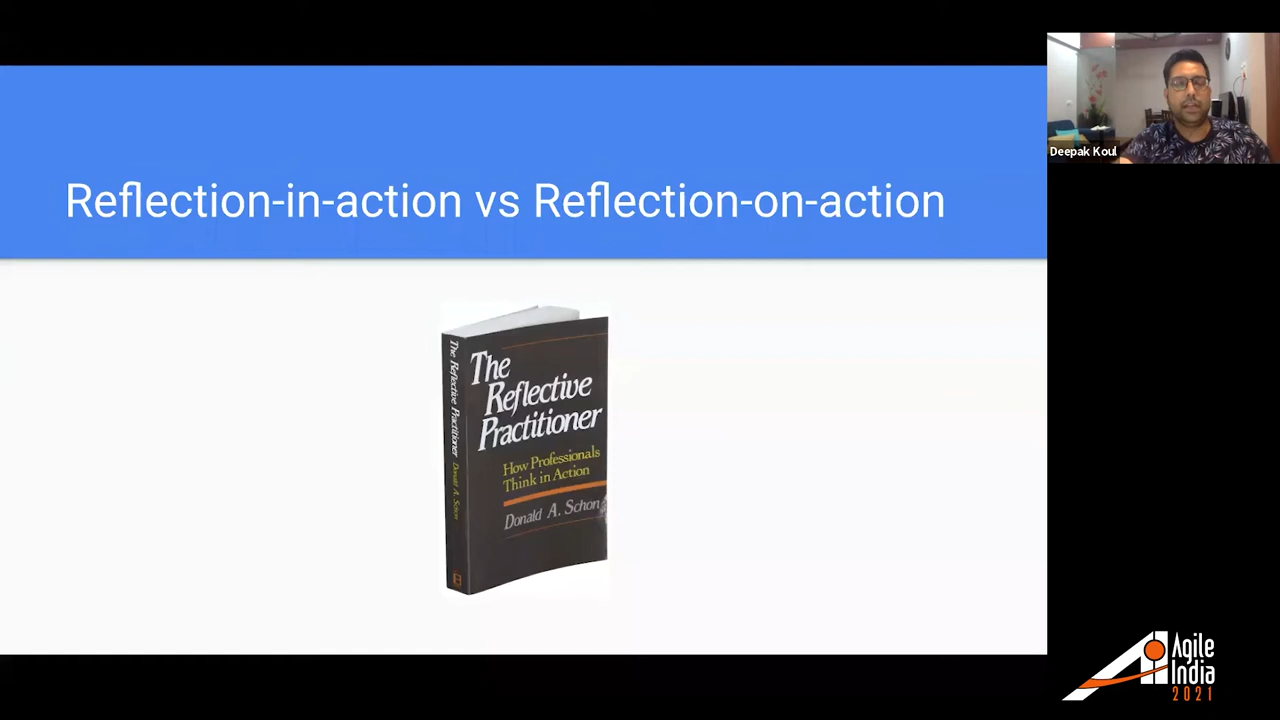 Reflection-in-action vs Reflection-on-action
The Reflective Practitioner Donald A. Schon
The
Reflective
Practitioner
How Professionals
Think in Action
Donald A. Schon
Deepak Koul
Agile
India
2021